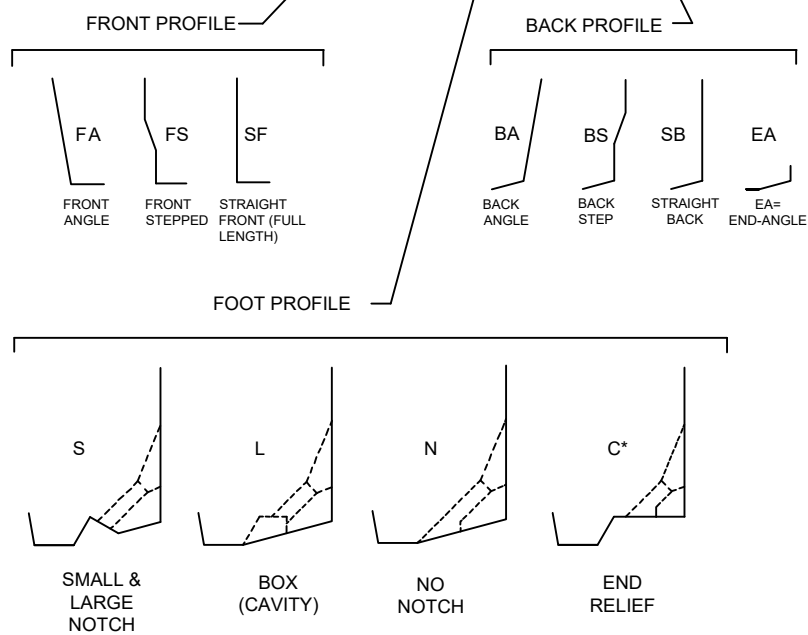 FRONT PROFILE
BACK PROFILE
FA
FS
SF
BA
BS
SB
EA
FRONT
ANGLE
FRONT
STEPPED
STRAIGHT
FRONT (FULL
LENGTH)
BACK
ANGLE
BACK
STEP
STRAIGHT
BACK
EA=
END-ANGLE
FOOT PROFILE
S
L
N
C*
SMALL &
LARGE
NOTCH
BOX
(CAVITY)
NO
NOTCH
END
RELIEF